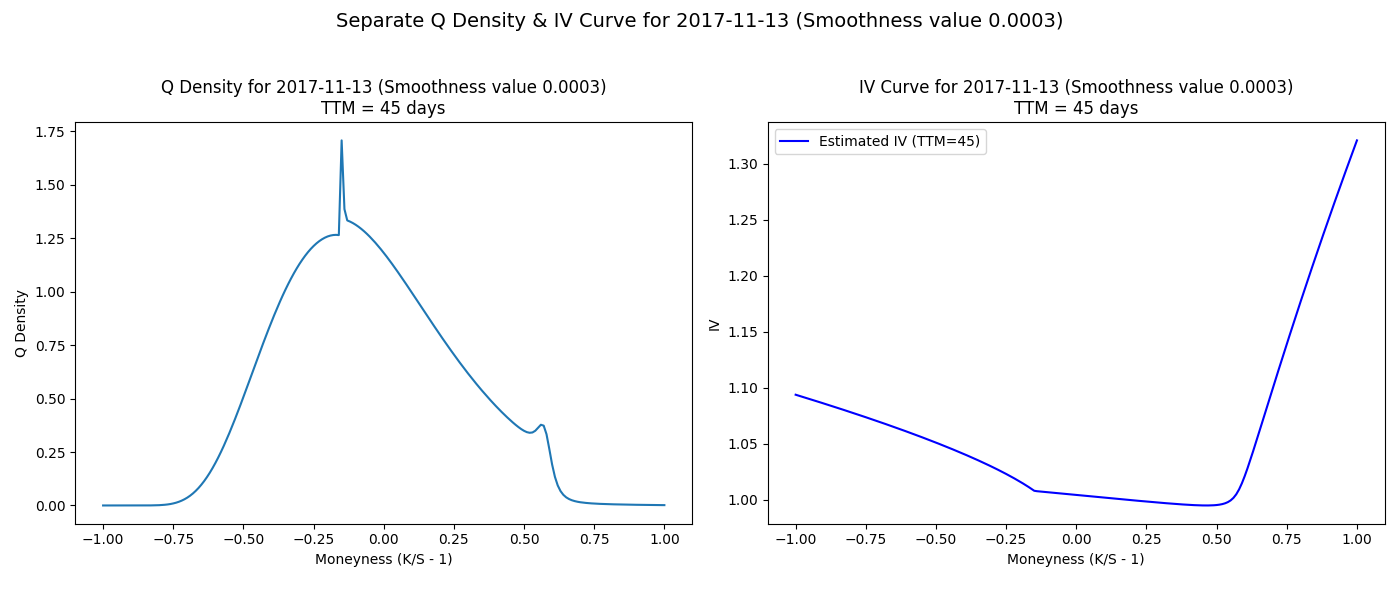 Separate Q Density & IV Curve for 2017-11-13 (Smoothness value 0.0003)
Q Density for 2017-11-13 (Smoothness value 0.0003)
TTM = 45 days
1.75
1.50
1.25
1.00
0.75
0.50
0.25
0.00
Q Density
−1.00 −0.75 −0.50 −0.25 0.00 0.25 0.50 0.75 1.00
Moneyness (K/S - 1)
IV Curve for 2017-11-13 (Smoothness value 0.0003)
TTM = 45 days
Estimated IV (TTM=45)
1.30
1.25
1.20
1.15
1.10
1.05
1.00
IV
−1.00 −0.75 −0.50 −0.25 0.00 0.25 0.50 0.75 1.00
Moneyness (K/S - 1)